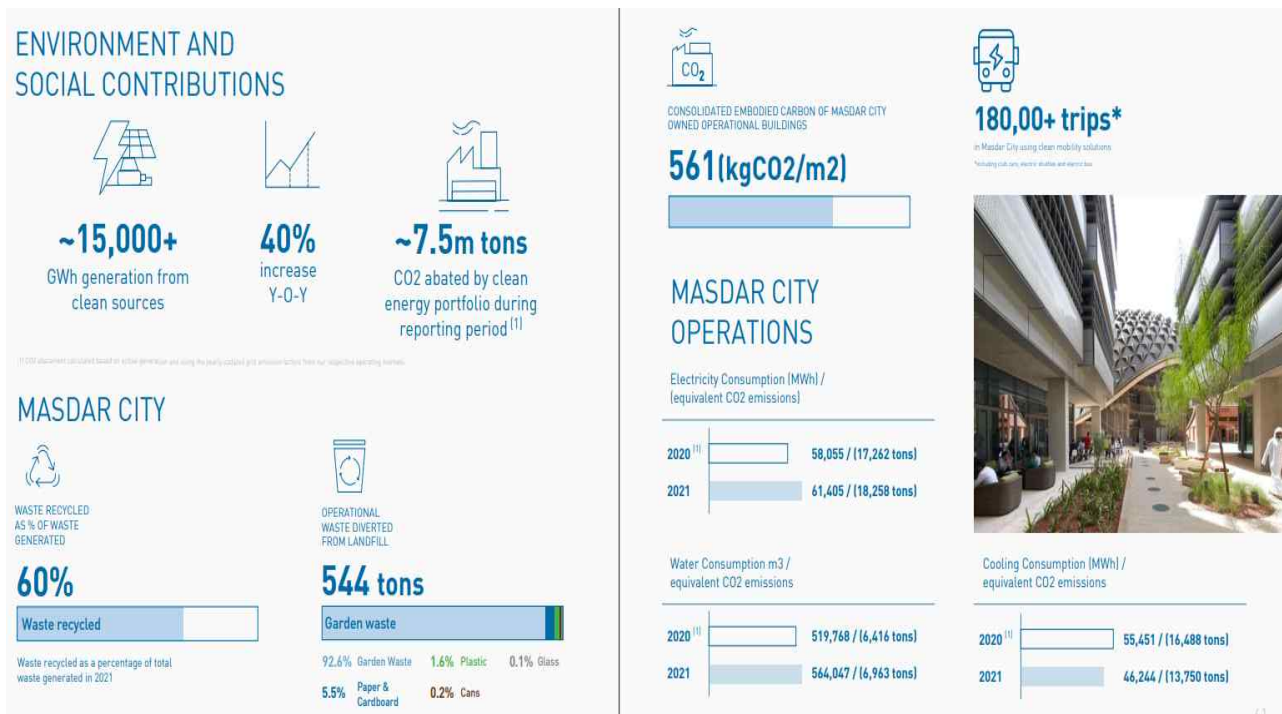 ENVIRONMENT AND
SOCIAL CONTRIBUTIONS
~15,000+
GWh generation from
clean sources
40%
increase
Y-O-Y
~7.5m tons
CO2 abated by clean
energy portfolio during
reporting period (1)
MASDAR CITY
WASTE RECYCLED
AS % OF WASTE
GENERATED
60%
Waste recycled
Waste recycled as a percentage of total
waste generated in 2021
OPERATIONAL
WASTE DIVERTED
FROM LANDFILL
544 tons
Garden waste
92.6% Garden Waste 1.6% Plastic 0.1% Glass
5.5% Paper &
Cardboard 0.2% Cans
CO2
CONSOLIDATED EMBODIED CARBON OF MASDAR CITY
OWNED OPERATIONAL BUILDINGS
561(kgCO2/m2)
180,00+ trips*
in Masdar City using clean mobility solutions
*including club cars, electric shuttles and electric bus
MASDAR CITY
OPERATIONS
Electricity Consumption (MWh) /
(equivalent CO2 emissions)
2020 (1) 58,055 / (17,262 tons)
2021 61,405 / (18,258 tons)
Water Consumption m3 /
equivalent CO2 emissions
2020 (1) 519,768 / (6,416 tons)
2021 564,047 / (6,963 tons)
Cooling Consumption (MWh) /
equivalent CO2 emissions
2020 (1) 55,451 / (16,488 tons)
2021 46,244 / (13,750 tons)